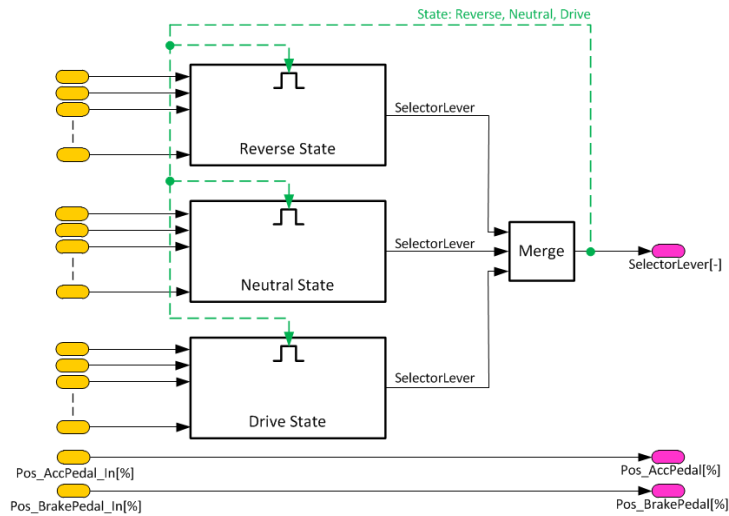 State: Reverse, Neutral, Drive
SelectorLever
Reverse State
SelectorLever
Merge
SelectorLever[-]
Neutral State
SelectorLever
Drive State
Pos_AccPedal_In[%]
Pos_AccPedal[%]
Pos_BrakePedal_In[%]
Pos_BrakePedal[%]